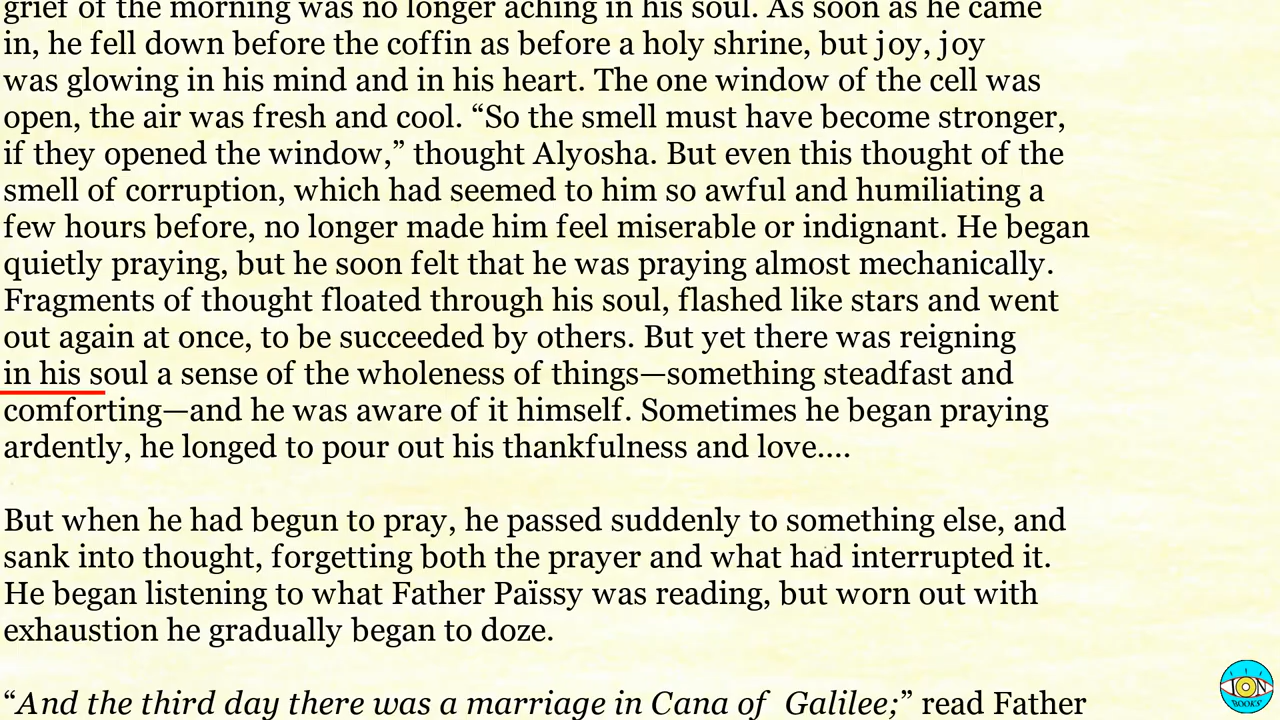 grief of the morning was no longer aching in his soul. As soon as he came
in, he fell down before the coffin as before a holy shrine, but joy, joy
was glowing in his mind and in his heart. The one window of the cell was
open, the air was fresh and cool. “So the smell must have become stronger,
if they opened the window,” thought Alyosha. But even this thought of the
smell of corruption, which had seemed to him so awful and humiliating a
few hours before, no longer made him feel miserable or indignant. He began
quietly praying, but he soon felt that he was praying almost mechanically.
Fragments of thought floated through his soul, flashed like stars and went
out again at once, to be succeeded by others. But yet there was reigning
in his soul a sense of the wholeness of things—something steadfast and
comforting—and he was aware of it himself. Sometimes he began praying
ardently, he longed to pour out his thankfulness and love....
But when he had begun to pray, he passed suddenly to something else, and
sank into thought, forgetting both the prayer and what had interrupted it.
He began listening to what Father Païssy was reading, but worn out with
exhaustion he gradually began to doze.
“And the third day there was a marriage in Cana of Galilee;” read Father
ION
BOOKS